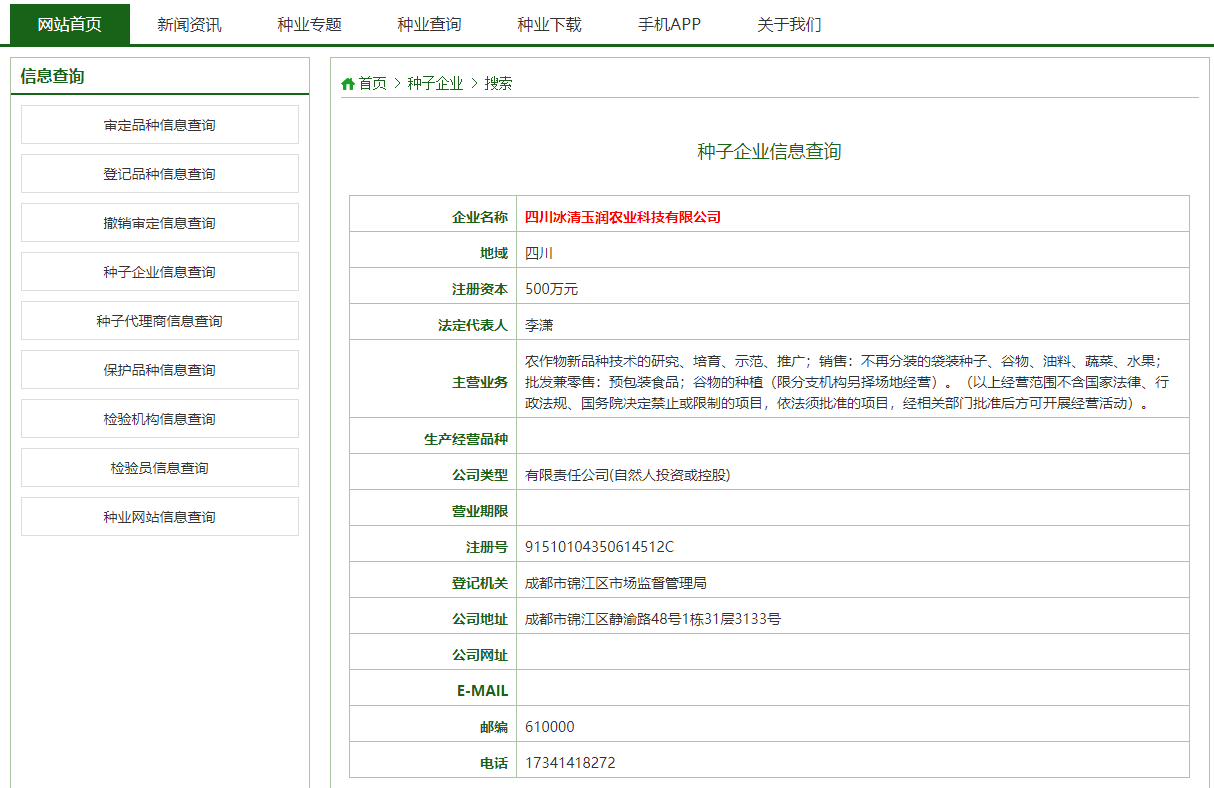 网站首页 新闻资讯 种业专题 种业查询 种业下载 手机APP 关于我们
信息查询
审定品种信息查询
登记品种信息查询
撤销审定信息查询
种子企业信息查询
种子代理商信息查询
保护品种信息查询
检验机构信息查询
检验员信息查询
种业网站信息查询
首页 > 种子企业 > 搜索
种子企业信息查询
企业名称 四川冰清玉润农业科技有限公司
地域 四川
注册资本 500万元
法定代表人 李潇
主营业务 农作物新品种技术的研究、培育、示范、推广；销售：不再分装的袋装种子、谷物、油料、蔬菜、水果；
批发兼零售：预包装食品；谷物的种植（限分支机构另择场地经营）。（以上经营范围不含国家法律、行
政法规、国务院决定禁止或限制的项目，依法须批准的项目，经相关部门批准后方可开展经营活动）。
生产经营品种
公司类型 有限责任公司(自然人投资或控股)
营业期限
注册号 91510104350614512C
登记机关 成都市锦江区市场监督管理局
公司地址 成都市锦江区静渝路48号1栋31层3133号
公司网址
E-MAIL
邮编 610000
电话 17341418272